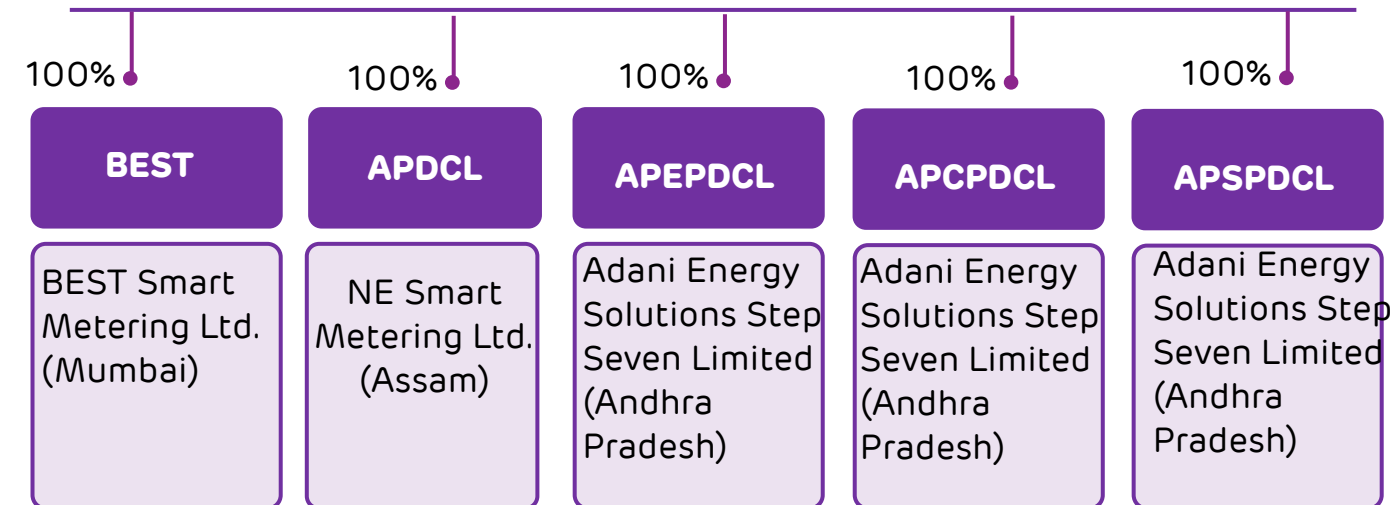 100%
100%
100%
100%
100%
BEST
APDCL
APEPDCL
APCPDCL
APSPDCL
BEST Smart
Metering Ltd.
(Mumbai)
NE Smart
Metering Ltd.
(Assam)
Adani Energy
Solutions Step
Seven Limited
(Andhra
Pradesh)
Adani Energy
Solutions Step
Seven Limited
(Andhra
Pradesh)
Adani Energy
Solutions Step
Seven Limited
(Andhra
Pradesh)